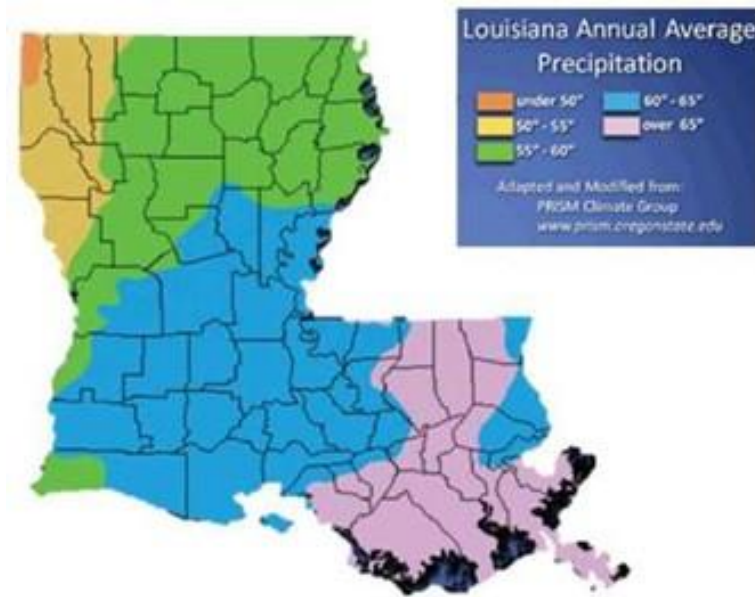 Louisiana Annual Average
Precipitation
under 50"
60" - 65"
50" - 55"
over 65"
55" - 60"
Adapted and Modified from:
PRISM Climate Group
www.prism.oregonstate.edu